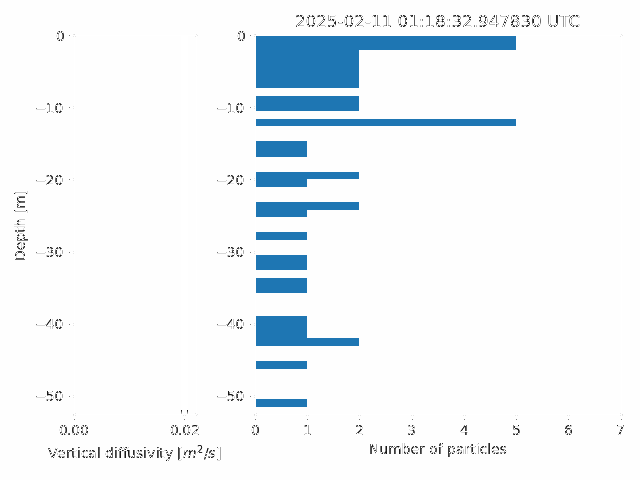 2025-02-11 01:18:32.947830 UTC
0
−10
−20
−30
−40
−50
Depth [m]
0.00 0.02
Vertical diffusivity [m²/s]
0
−10
−20
−30
−40
−50
0 1 2 3 4 5 6 7
Number of particles